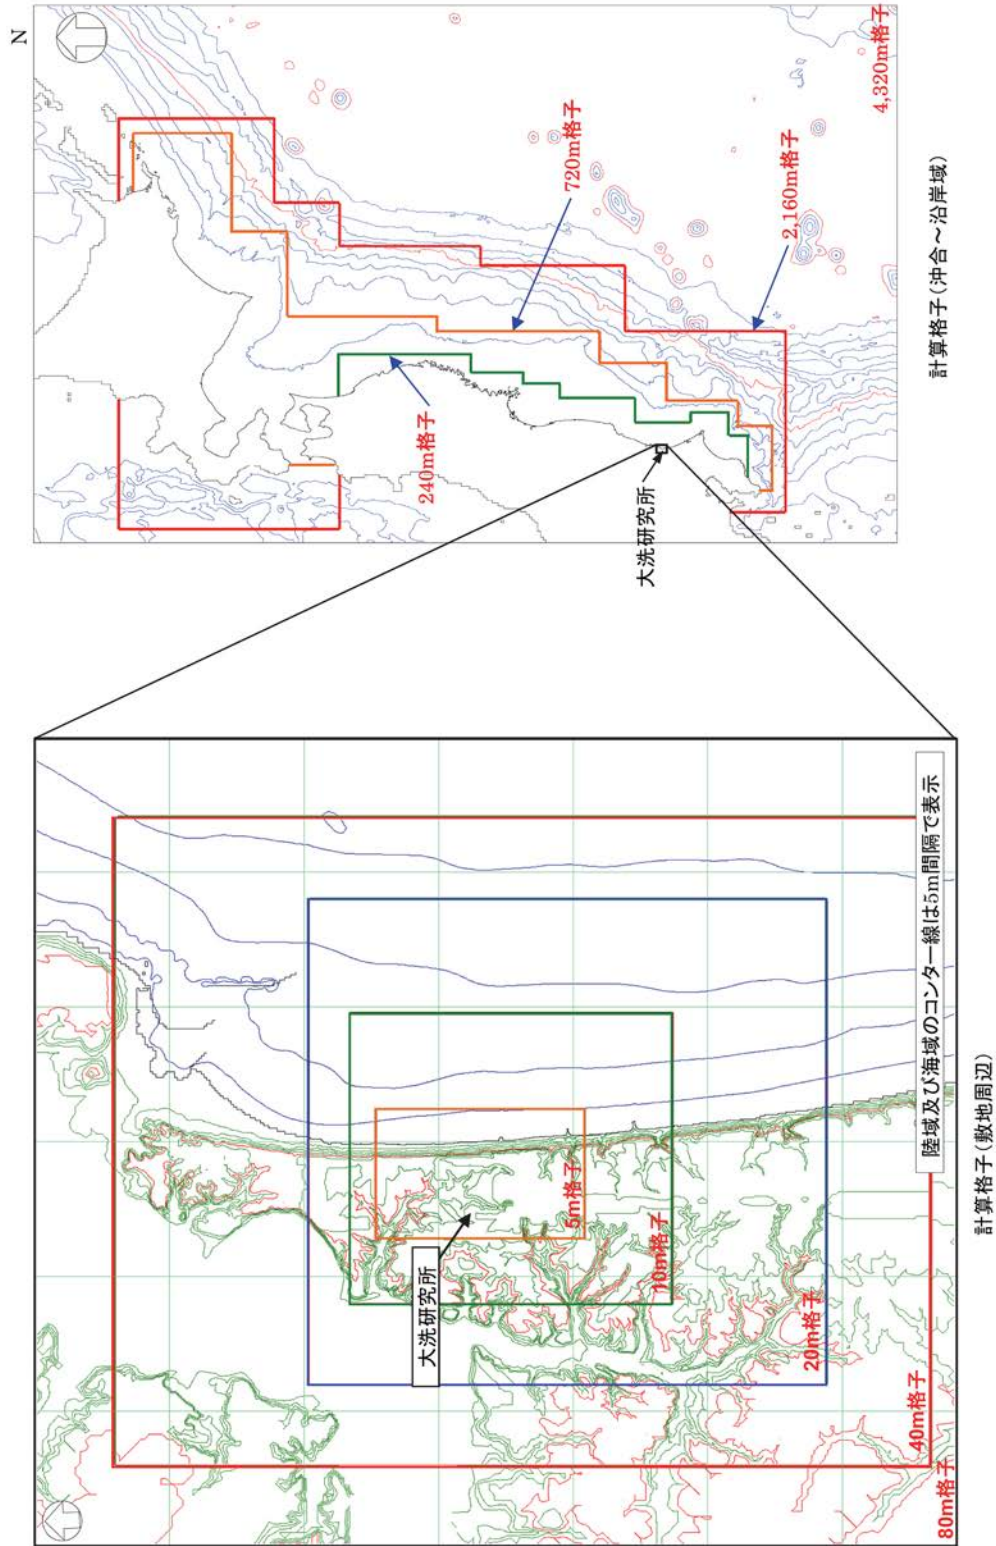 N
4,320m格子
720m格子
2,160m格子
240m格子
大洗研究所
計算格子(沖合～沿岸域)
陸域及び海域のコンター線は5m間隔で表示
5m格子
10m格子
大洗研究所
20m格子
40m格子
80m格子
計算格子(敷地周辺)